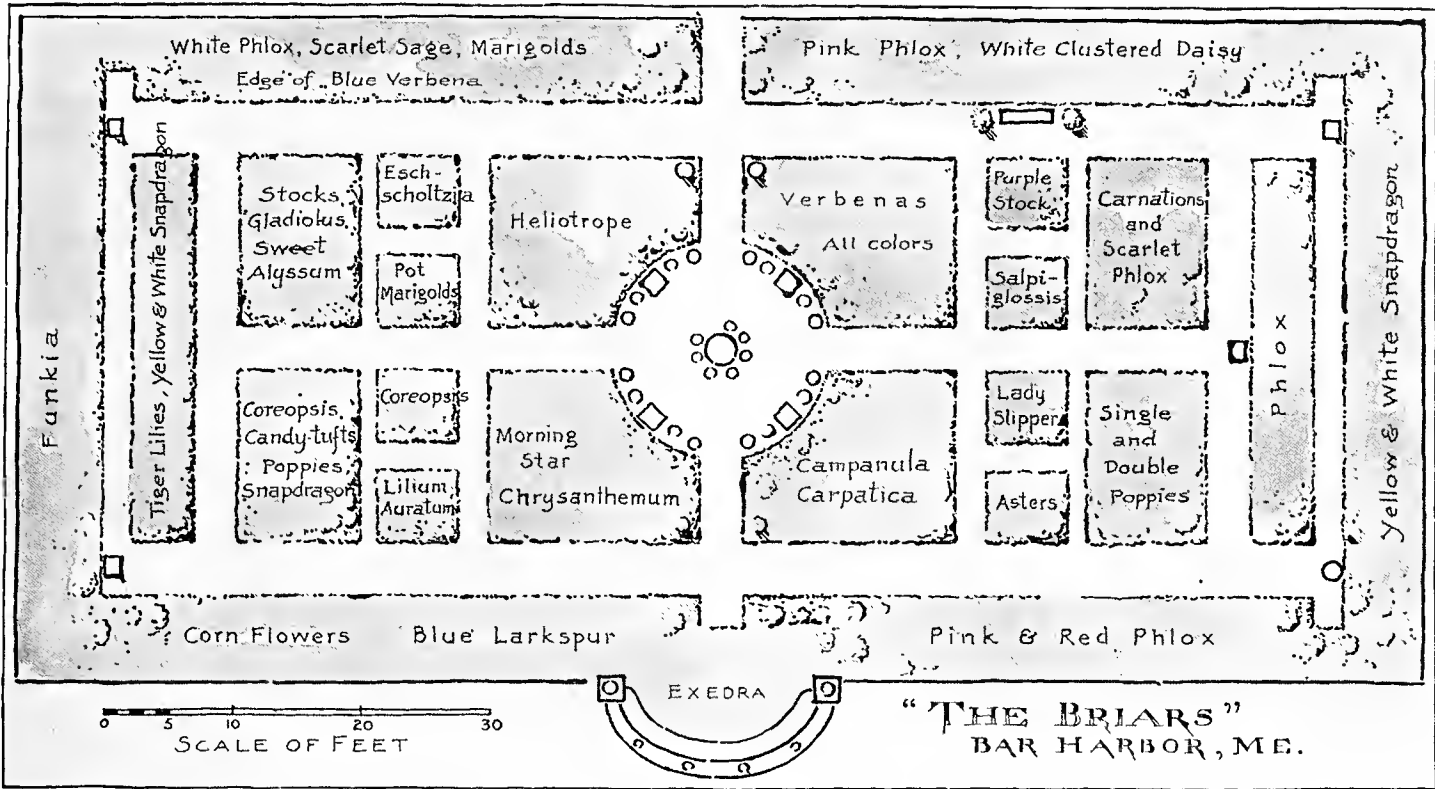 White Phlox, Scarlet Sage, Marigolds
Edge of Blue Verbena
Pink Phlox, White Clustered Daisy
Funkia
Tiger Lilies, Yellow & White Snapdragon
Stocks
Gladiolus
Sweet
Alyssum
Esch-
scholtzia
Pot
Marigolds
Heliotrope
Verbenas
All colors
Purple
Stock
Salpi-
glossis
Carnations
and
Scarlet
Phlox
Phlox
Yellow & White Snapdragon
Coreopsis,
Candy-tufts
Poppies,
Snapdragon
Coreopsis
Lilium
Auratum
Morning
Star
Chrysanthemum
Campanula
Carpatica
Lady
Slipper
Asters
Single
and
Double
Poppies
Corn Flowers Blue Larkspur
Pink & Red Phlox
EXEDRA
0 5 10 20 30
SCALE OF FEET
"THE BRIARS"
BAR HARBOR, ME.